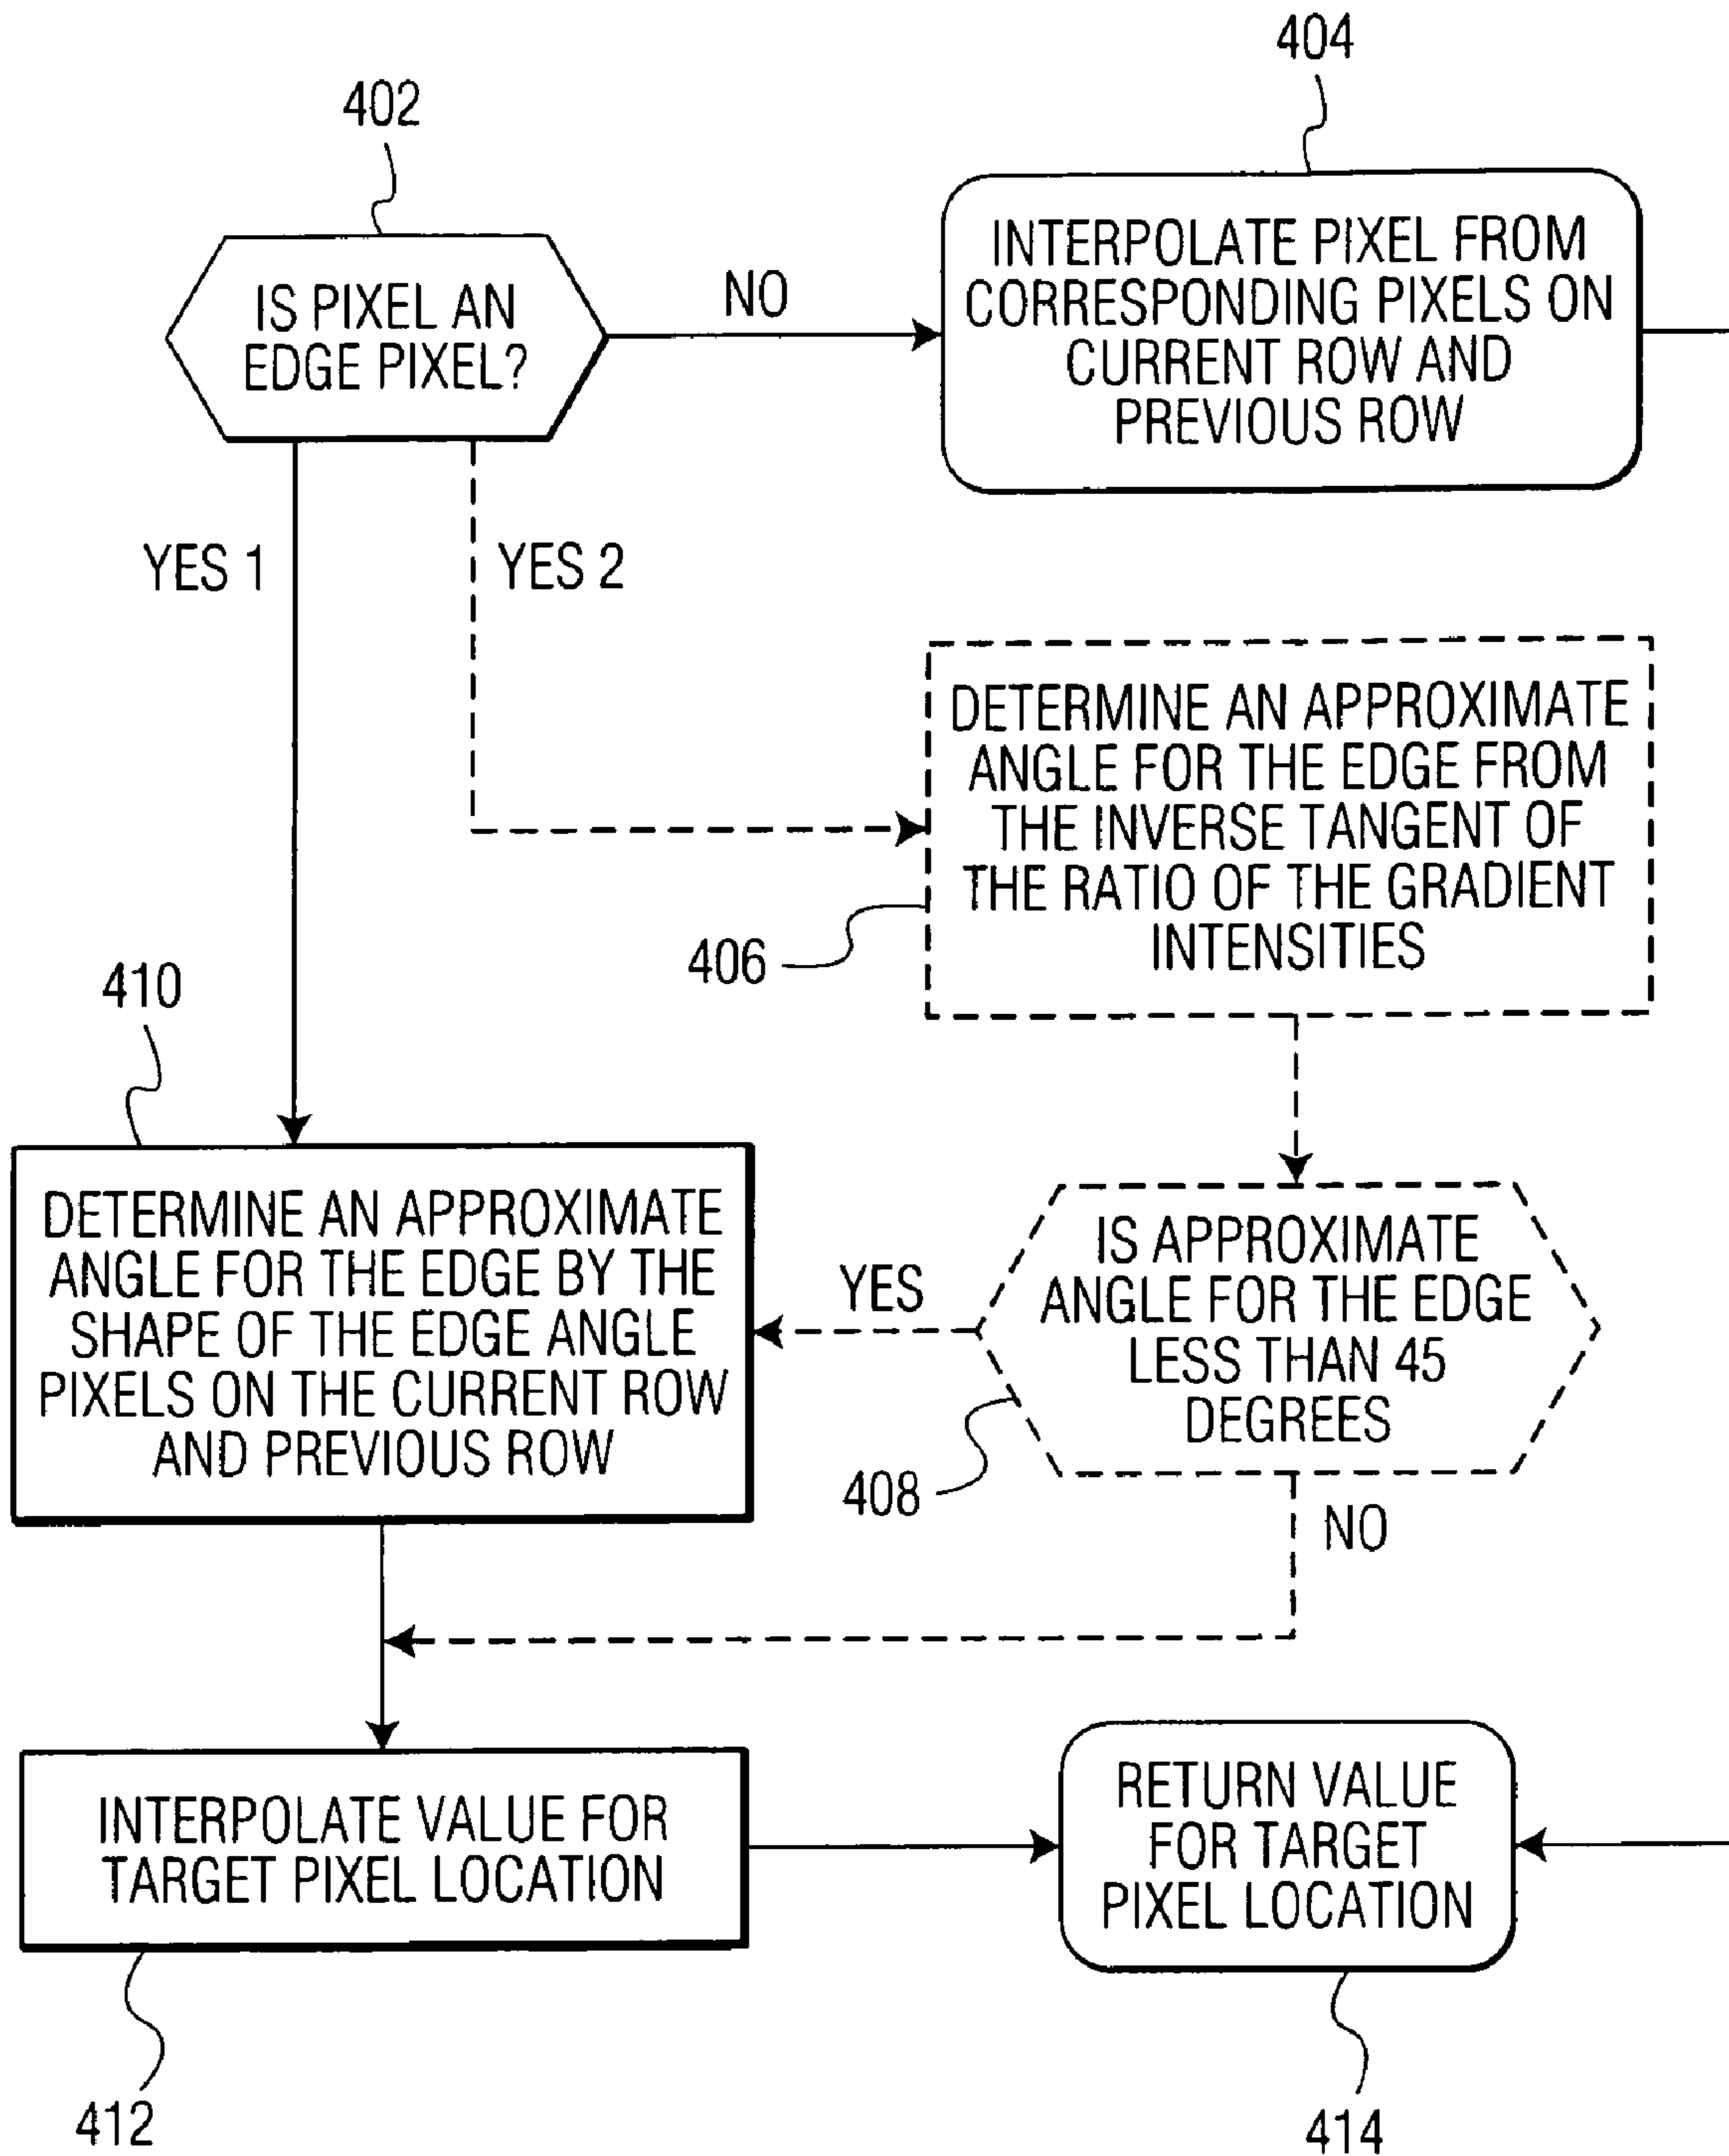 404
402
IS PIXEL AN
EDGE PIXEL?
NO
INTERPOLATE PIXEL FROM
CORRESPONDING PIXELS ON
CURRENT ROW AND
PREVIOUS ROW
YES 1
YES 2
DETERMINE AN APPROXIMATE
ANGLE FOR THE EDGE FROM
THE INVERSE TANGENT OF
THE RATIO OF THE GRADIENT
INTENSITIES
406
410
DETERMINE AN APPROXIMATE
ANGLE FOR THE EDGE BY THE
SHAPE OF THE EDGE ANGLE
PIXELS ON THE CURRENT ROW
AND PREVIOUS ROW
YES
IS APPROXIMATE
ANGLE FOR THE EDGE
LESS THAN 45
DEGREES
408
NO
INTERPOLATE VALUE FOR
TARGET PIXEL LOCATION
RETURN VALUE
FOR TARGET
PIXEL LOCATION
412
414